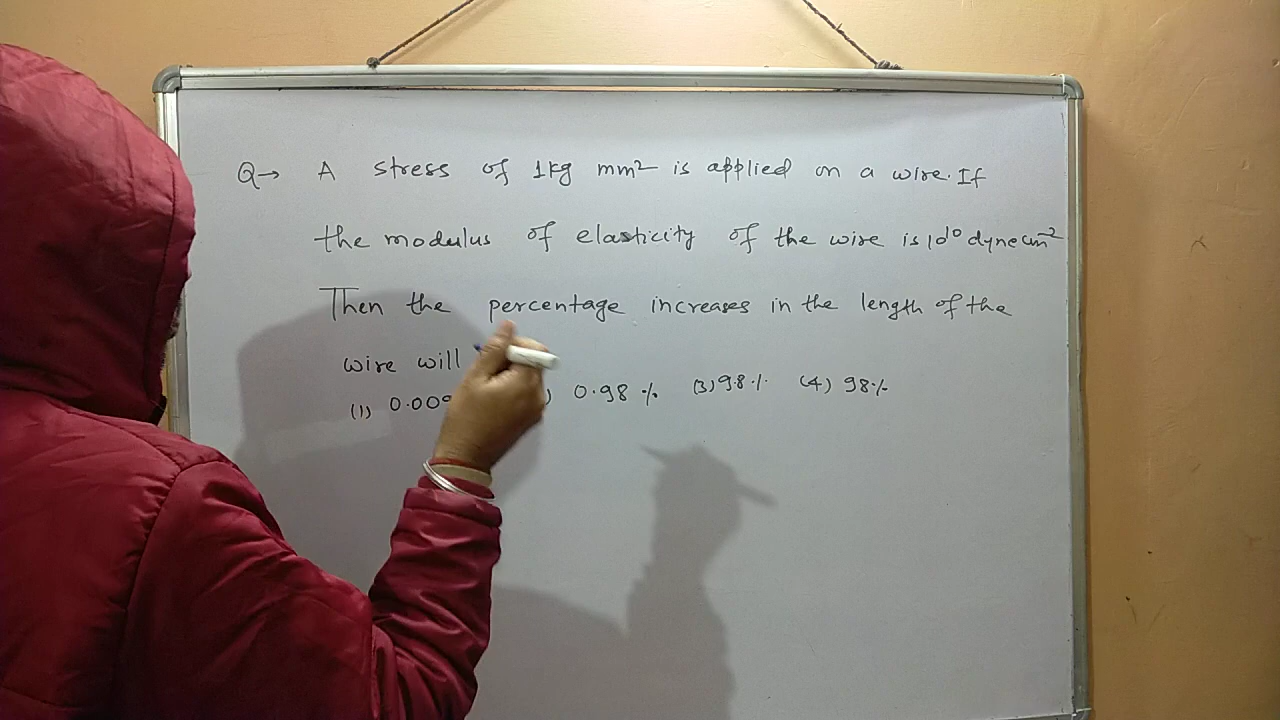 Q→ A stress of 1kg mm² is applied on a wire. If
the modulus of elasticity of the wire is 10¹⁰ dyne cm²
Then the percentage increases in the length of the
wire will
(1) 0.009 ) 0.98 % (3) 9.8 % (4) 98 %